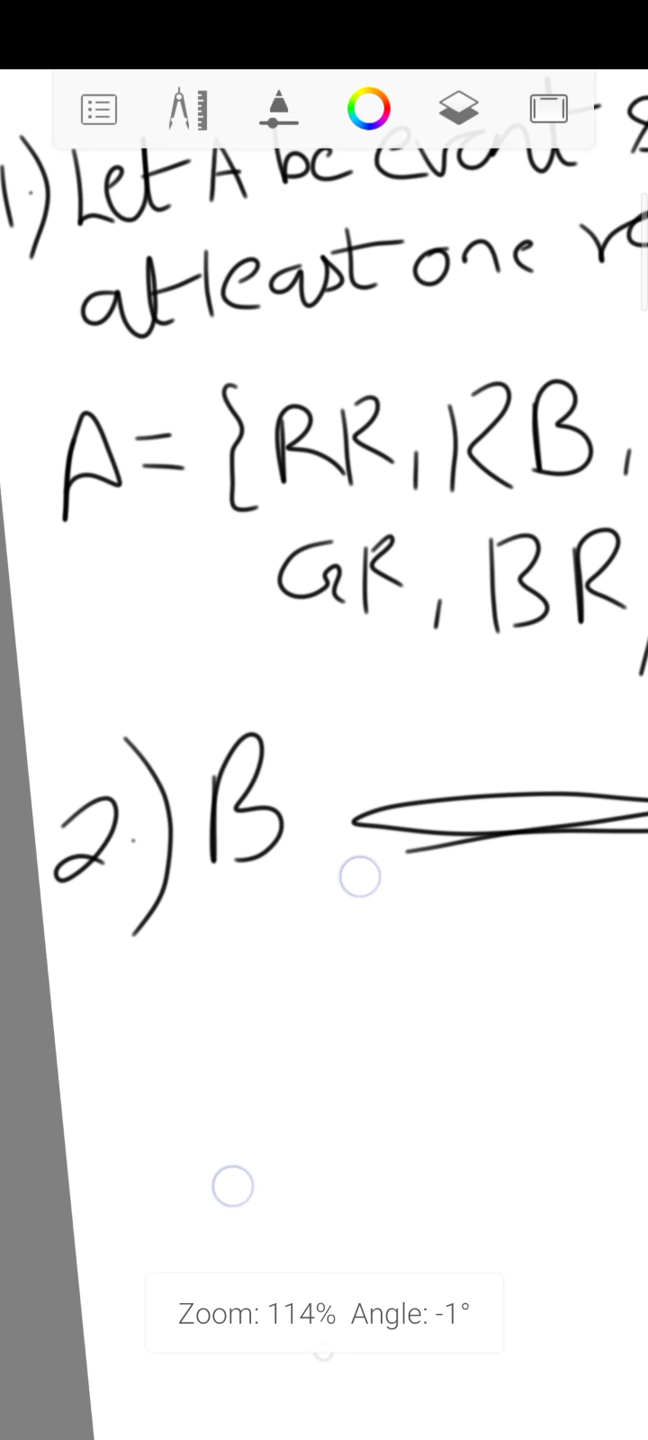 1.) Let A be event
atleast one
A = {RR, RB,
GR, BR,
2.) B
Zoom: 114% Angle: -1°